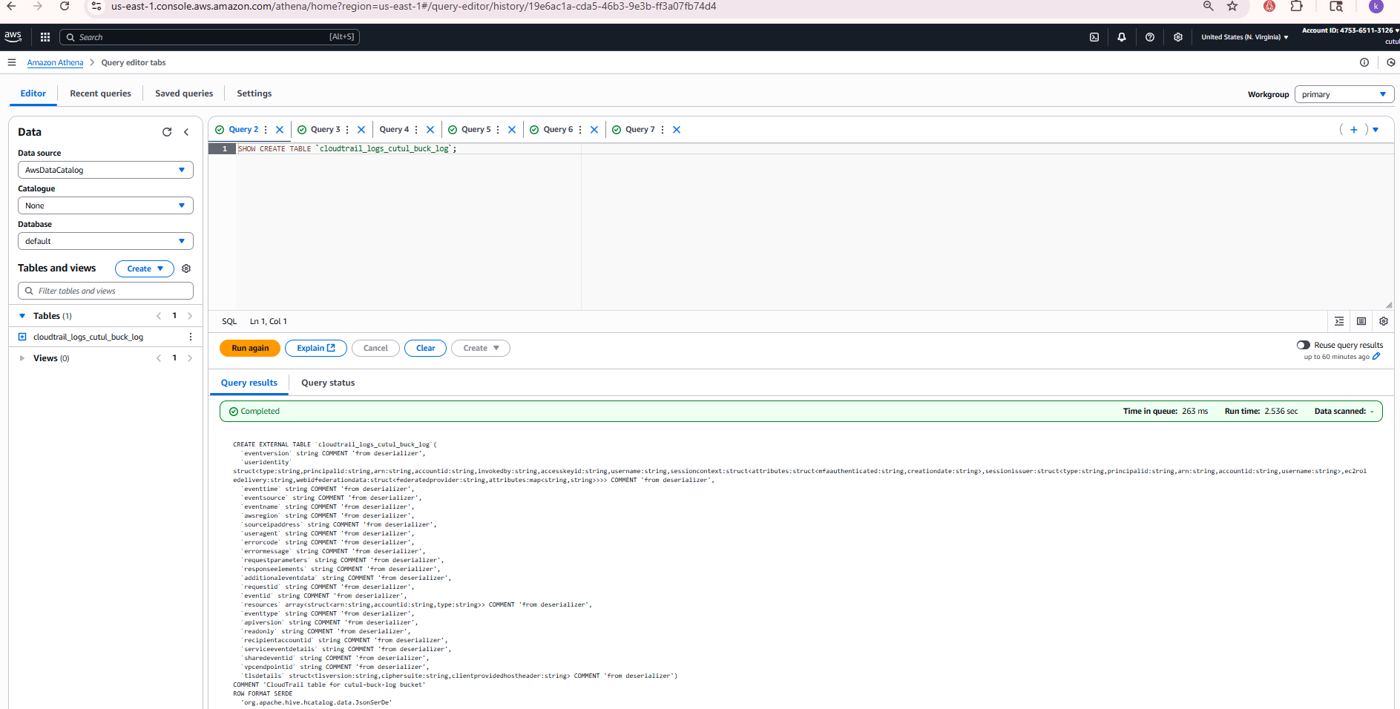 us-east-1.console.aws.amazon.com/athena/home?region=us-east-1#/query-editor/history/19e6ac1a-cda5-46b3-9e3b-ff3a07fb74d4
k
aws
Search
[Alt+S]
United States (N. Virginia)
Account ID: 4753-6511-3126
cutul
Amazon Athena > Query editor tabs
Editor
Recent queries
Saved queries
Settings
Workgroup
primary
Data
Data source
AwsDataCatalog
Catalogue
None
Database
default
Tables and views
Create
Filter tables and views
Tables (1)
1
cloudtrail_logs_cutul_buck_log
Views (0)
1
Query 2
Query 3
Query 4
Query 5
Query 6
Query 7
1 SHOW CREATE TABLE `cloudtrail_logs_cutul_buck_log`;
SQL Ln 1, Col 1
Run again
Explain
Cancel
Clear
Create
Reuse query results
up to 60 minutes ago
Query results
Query status
Completed
Time in queue: 263 ms
Run time: 2.536 sec
Data scanned: -
CREATE EXTERNAL TABLE `cloudtrail_logs_cutul_buck_log`(
`eventversion` string COMMENT 'from deserializer',
`useridentity`
struct<type:string,principalid:string,arn:string,accountid:string,invokedby:string,accesskeyid:string,username:string,sessioncontext:struct<attributes:struct<mfaauthenticated:string,creationdate:string>,sessionissuer:struct<type:string,principalid:string,arn:string,accountid:string,username:string>,ec2rol
edelivery:string,webidfederationdata:struct<federatedprovider:string,attributes:map<string,string>>>> COMMENT 'from deserializer',
`eventtime` string COMMENT 'from deserializer',
`eventsource` string COMMENT 'from deserializer',
`eventname` string COMMENT 'from deserializer',
`awsregion` string COMMENT 'from deserializer',
`sourceipaddress` string COMMENT 'from deserializer',
`useragent` string COMMENT 'from deserializer',
`errorcode` string COMMENT 'from deserializer',
`errormessage` string COMMENT 'from deserializer',
`requestparameters` string COMMENT 'from deserializer',
`responseelements` string COMMENT 'from deserializer',
`additionaleventdata` string COMMENT 'from deserializer',
`requestid` string COMMENT 'from deserializer',
`eventid` string COMMENT 'from deserializer',
`resources` array<struct<arn:string,accountid:string,type:string>> COMMENT 'from deserializer',
`eventtype` string COMMENT 'from deserializer',
`apiversion` string COMMENT 'from deserializer',
`readonly` string COMMENT 'from deserializer',
`recipientaccountid` string COMMENT 'from deserializer',
`serviceeventdetails` string COMMENT 'from deserializer',
`sharedeventid` string COMMENT 'from deserializer',
`vpcendpointid` string COMMENT 'from deserializer',
`tlsdetails` struct<tlsversion:string,ciphersuite:string,clientprovidedhostheader:string> COMMENT 'from deserializer')
COMMENT 'CloudTrail table for cutul-buck-log bucket'
ROW FORMAT SERDE
'org.apache.hive.hcatalog.data.JsonSerDe'